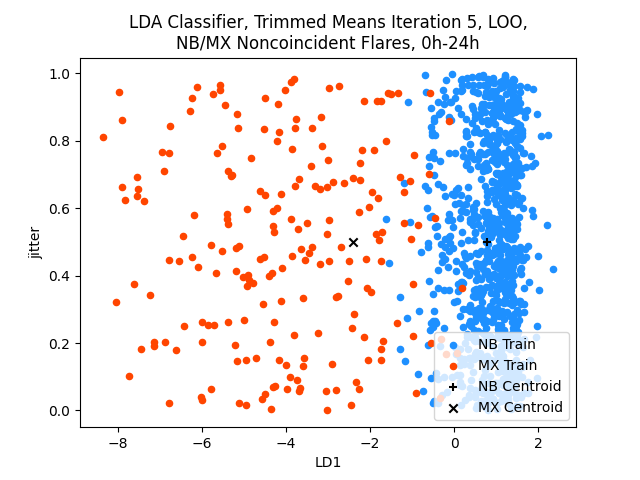 LDA Classifier, Trimmed Means Iteration 5, LOO,
NB/MX Noncoincident Flares, 0h-24h
1.0
0.8
0.6
0.4
0.2
0.0
jitter
NB Train
MX Train
NB Centroid
MX Centroid
−8
−6
−4
−2
0
2
LD1